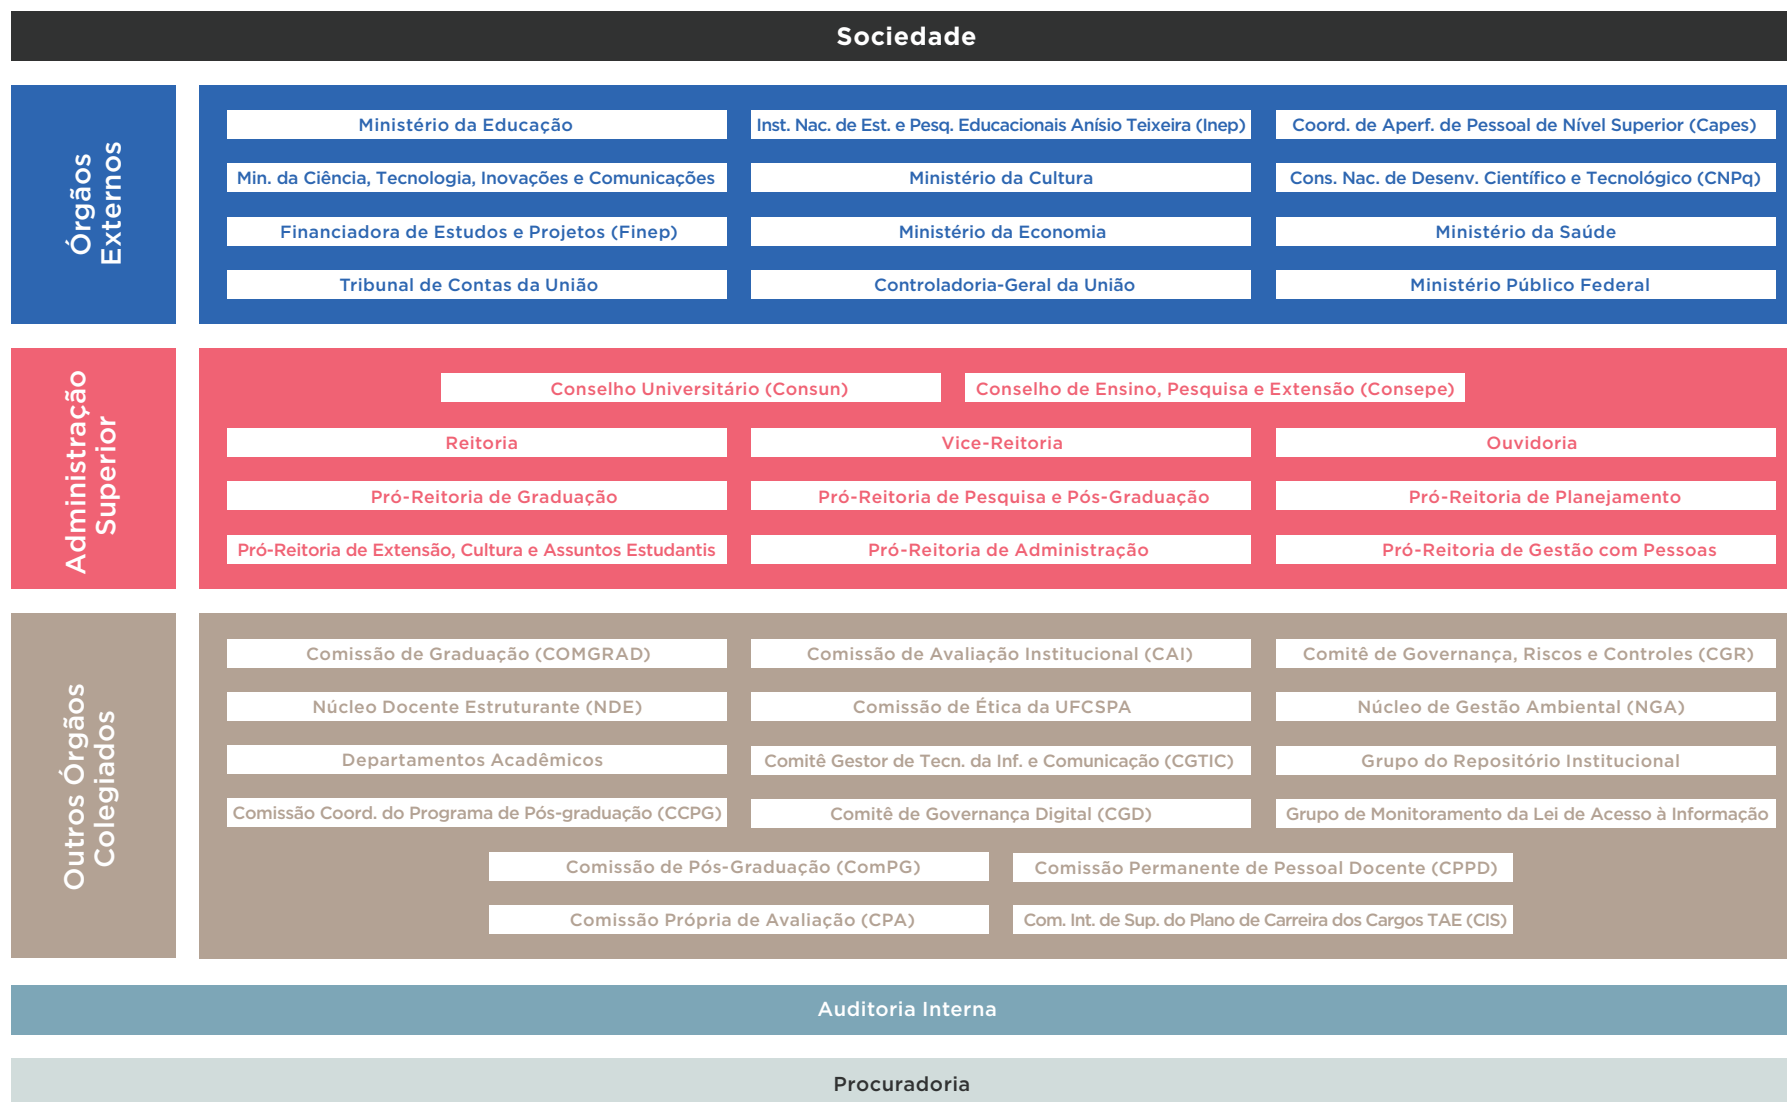 Sociedade
Órgãos
Externos
Ministério da Educação
Inst. Nac. de Est. e Pesq. Educacionais Anísio Teixeira (Inep)
Coord. de Aperf. de Pessoal de Nível Superior (Capes)
Min. da Ciência, Tecnologia, Inovações e Comunicações
Ministério da Cultura
Cons. Nac. de Desenv. Científico e Tecnológico (CNPq)
Financiadora de Estudos e Projetos (Finep)
Ministério da Economia
Ministério da Saúde
Tribunal de Contas da União
Controladoria-Geral da União
Ministério Público Federal
Administração
Superior
Conselho Universitário (Consun)
Conselho de Ensino, Pesquisa e Extensão (Consepe)
Reitoria
Vice-Reitoria
Ouvidoria
Pró-Reitoria de Graduação
Pró-Reitoria de Pesquisa e Pós-Graduação
Pró-Reitoria de Planejamento
Pró-Reitoria de Extensão, Cultura e Assuntos Estudantis
Pró-Reitoria de Administração
Pró-Reitoria de Gestão com Pessoas
Outros Órgãos
Colegiados
Comissão de Graduação (COMGRAD)
Comissão de Avaliação Institucional (CAI)
Comitê de Governança, Riscos e Controles (CGR)
Núcleo Docente Estruturante (NDE)
Comissão de Ética da UFCSPA
Núcleo de Gestão Ambiental (NGA)
Departamentos Acadêmicos
Comitê Gestor de Tecn. da Inf. e Comunicação (CGTIC)
Grupo do Repositório Institucional
Comissão Coord. do Programa de Pós-graduação (CCPG)
Comitê de Governança Digital (CGD)
Grupo de Monitoramento da Lei de Acesso à Informação
Comissão de Pós-Graduação (ComPG)
Comissão Permanente de Pessoal Docente (CPPD)
Comissão Própria de Avaliação (CPA)
Com. Int. de Sup. do Plano de Carreira dos Cargos TAE (CIS)
Auditoria Interna
Procuradoria